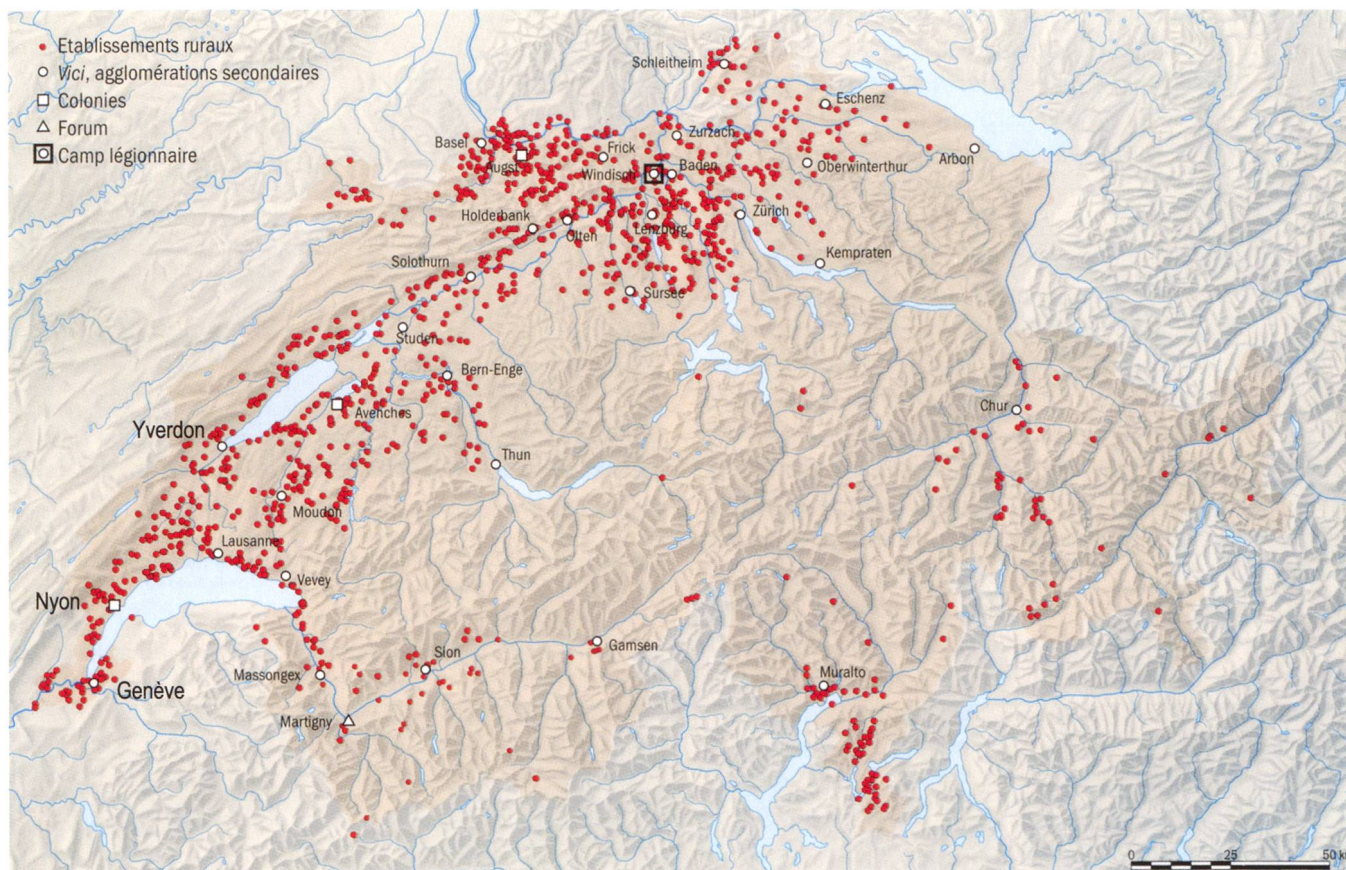 Etablissements ruraux
Vici, agglomérations secondaires
Colonies
Forum
Camp légionnaire
Schleitheim
Eschenz
Basel
Zurzach
Frick
Augst
Arbon
Oberwinterthur
Baden
Windisch
Holderbank
Olten
Lenzburg
Zürich
Kempraten
Solothurn
Sursee
Studen
Bern-Enge
Chur
Avenches
Yverdon
Thun
Moudon
Lausanne
Vevey
Nyon
Gamsen
Sion
Massongex
Muralto
Genève
Martigny
0 25 50 km